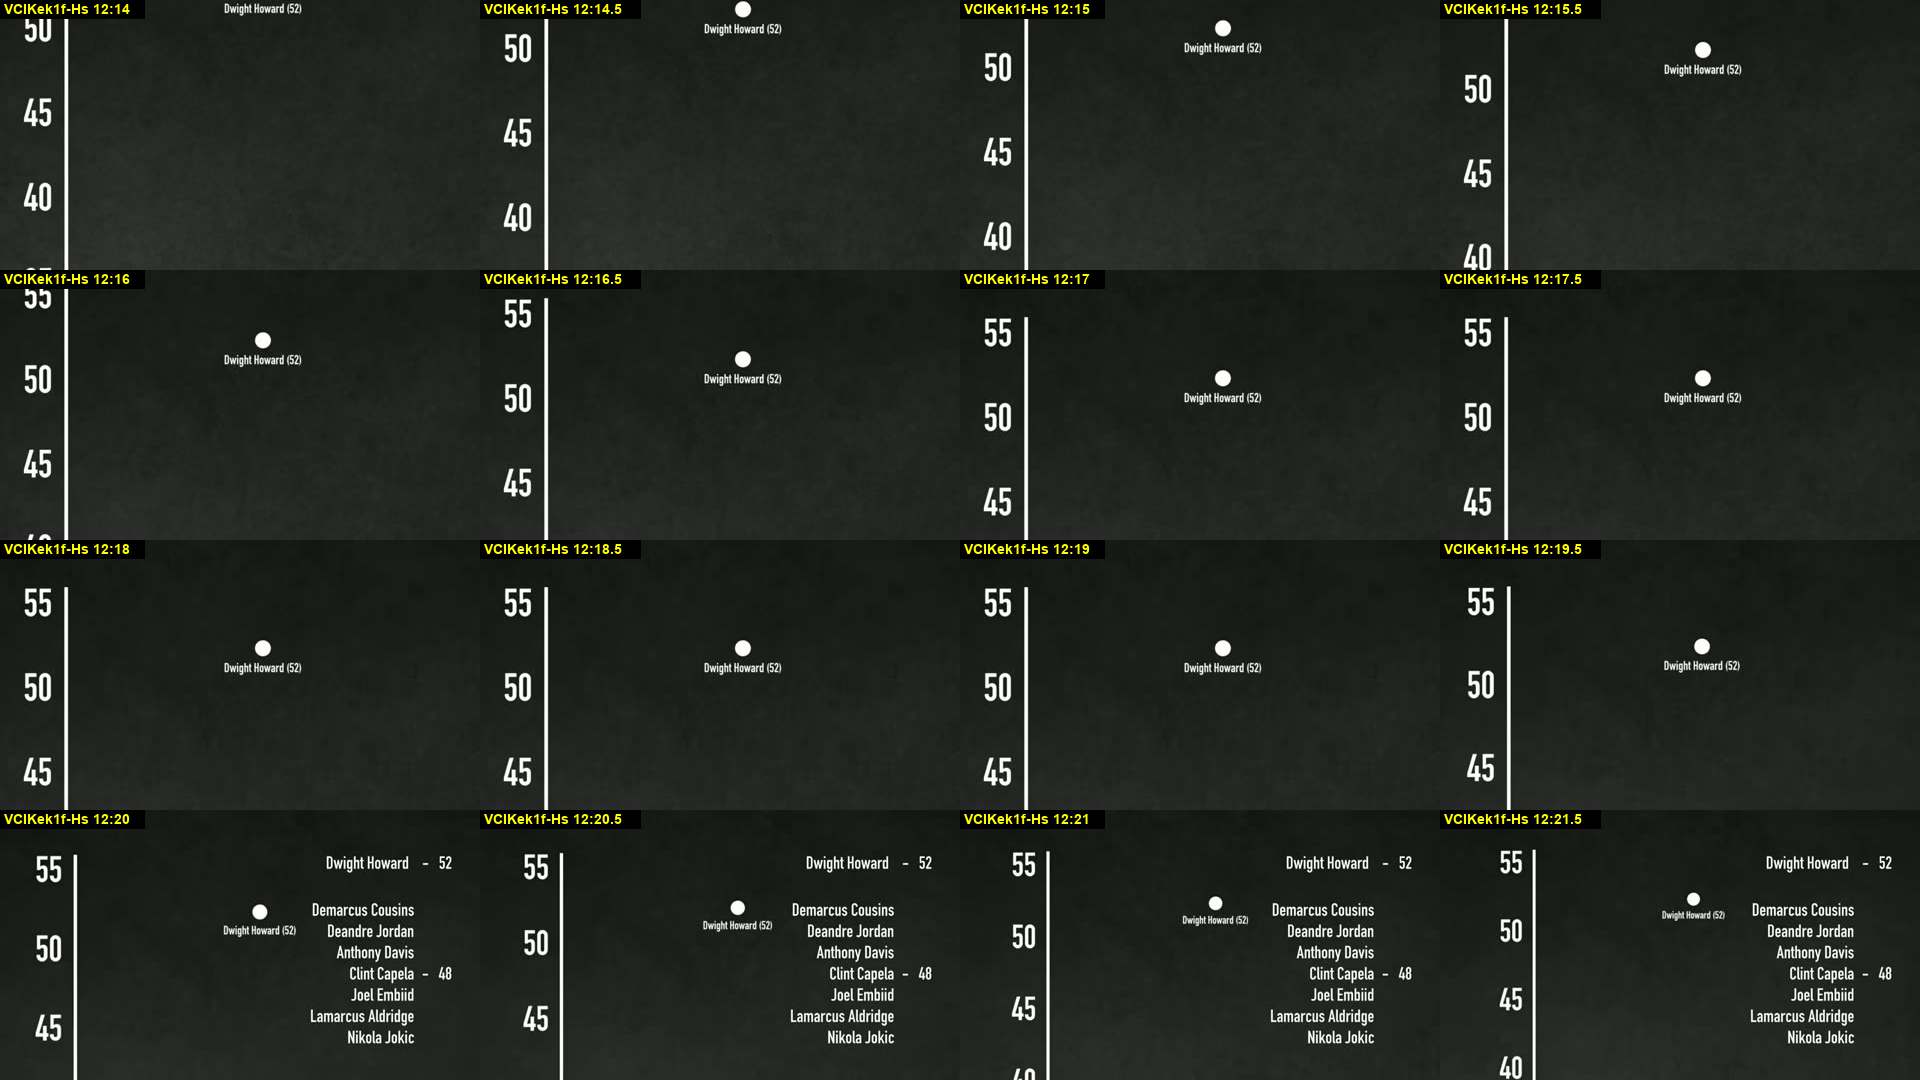 VCIKek1f-Hs 12:14
Dwight Howard (52)
50
45
40
VCIKek1f-Hs 12:14.5
Dwight Howard (52)
50
45
40
VCIKek1f-Hs 12:15
Dwight Howard (52)
50
45
40
VCIKek1f-Hs 12:15.5
Dwight Howard (52)
50
45
40
VCIKek1f-Hs 12:16
55
Dwight Howard (52)
50
45
VCIKek1f-Hs 12:16.5
55
Dwight Howard (52)
50
45
VCIKek1f-Hs 12:17
55
Dwight Howard (52)
50
45
VCIKek1f-Hs 12:17.5
55
Dwight Howard (52)
50
45
VCIKek1f-Hs 12:18
55
Dwight Howard (52)
50
45
VCIKek1f-Hs 12:18.5
55
Dwight Howard (52)
50
45
VCIKek1f-Hs 12:19
55
Dwight Howard (52)
50
45
VCIKek1f-Hs 12:19.5
55
Dwight Howard (52)
50
45
VCIKek1f-Hs 12:20
55
Dwight Howard - 52
Dwight Howard (52)
50
45
Demarcus Cousins
Deandre Jordan
Anthony Davis
Clint Capela - 48
Joel Embiid
Lamarcus Aldridge
Nikola Jokic
VCIKek1f-Hs 12:20.5
55
Dwight Howard - 52
Dwight Howard (52)
50
45
Demarcus Cousins
Deandre Jordan
Anthony Davis
Clint Capela - 48
Joel Embiid
Lamarcus Aldridge
Nikola Jokic
VCIKek1f-Hs 12:21
55
Dwight Howard - 52
Dwight Howard (52)
50
45
40
Demarcus Cousins
Deandre Jordan
Anthony Davis
Clint Capela - 48
Joel Embiid
Lamarcus Aldridge
Nikola Jokic
VCIKek1f-Hs 12:21.5
55
Dwight Howard - 52
Dwight Howard (52)
50
45
40
Demarcus Cousins
Deandre Jordan
Anthony Davis
Clint Capela - 48
Joel Embiid
Lamarcus Aldridge
Nikola Jokic